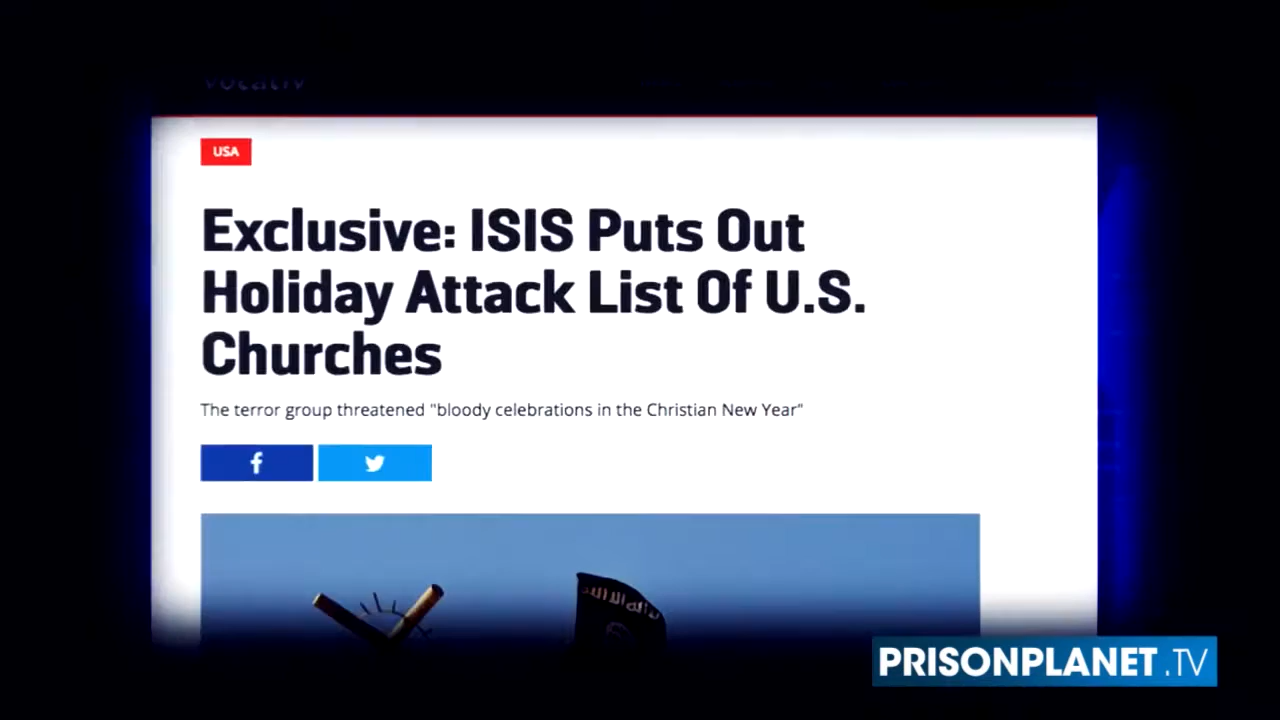 vocativ
USA
Exclusive: ISIS Puts Out
Holiday Attack List Of U.S.
Churches
The terror group threatened "bloody celebrations in the Christian New Year"
PRISONPLANET.TV